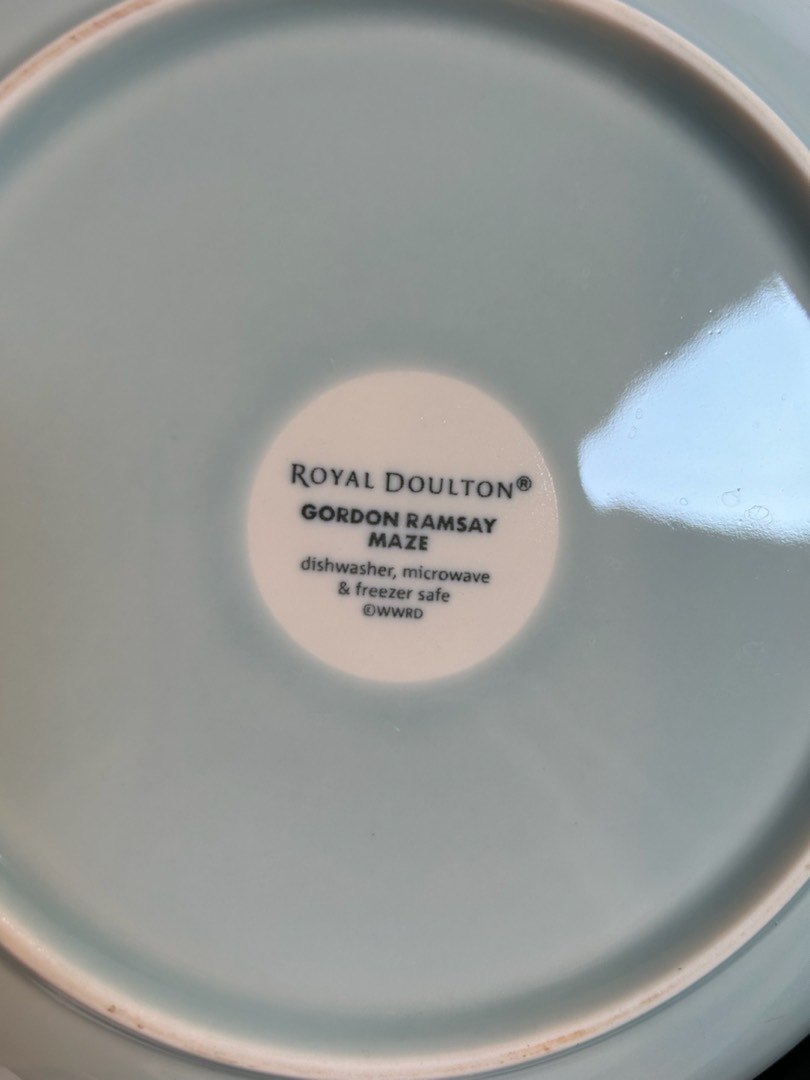 ROYAL DOULTON®
GORDON RAMSAY
MAZE
dishwasher, microwave
& freezer safe
©WWRD